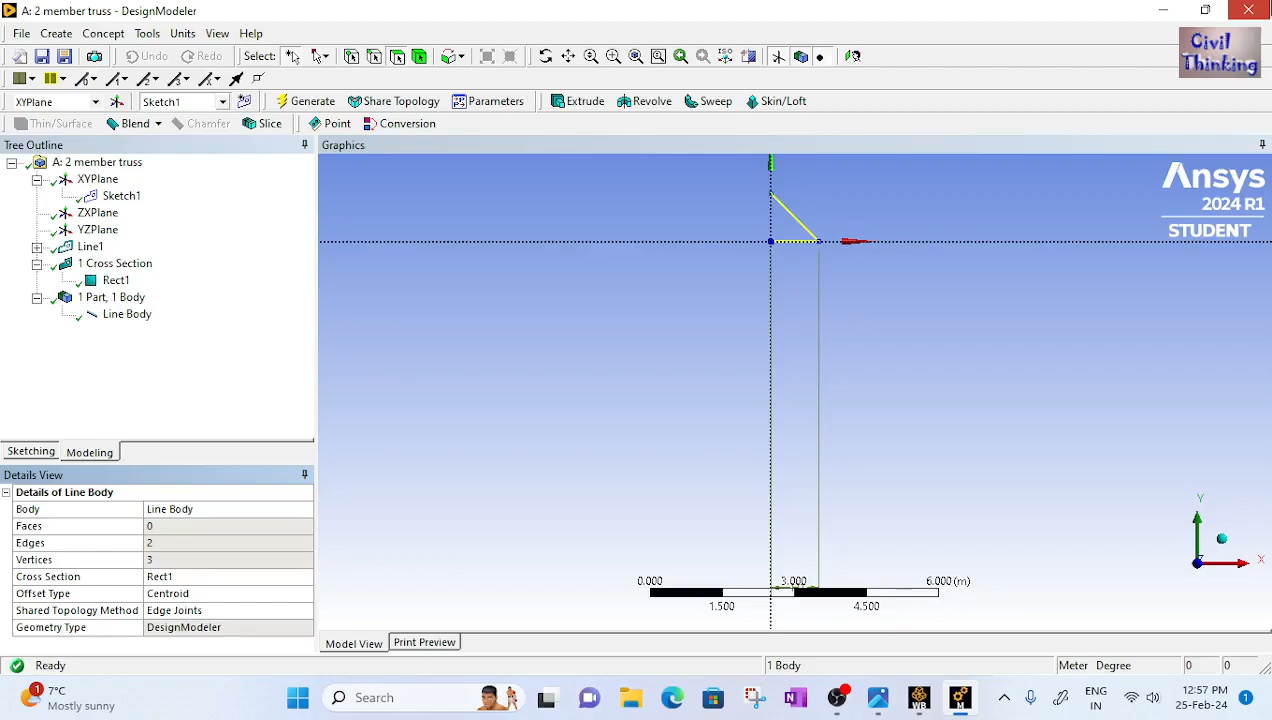 A: 2 member truss - DesignModeler
File Create Concept Tools Units View Help
Undo Redo Select:
Civil
Thinking
XYPlane Sketch1 Generate Share Topology Parameters Extrude Revolve Sweep Skin/Loft
Thin/Surface Blend Chamfer Slice Point Conversion
Tree Outline
Graphics
A: 2 member truss
XYPlane
Sketch1
ZXPlane
YZPlane
Line1
1 Cross Section
Rect1
1 Part, 1 Body
Line Body
Ansys
2024 R1
STUDENT
Sketching Modeling
Details View
Details of Line Body
Body Line Body
Faces 0
Edges 2
Vertices 3
Cross Section Rect1
Offset Type Centroid
Shared Topology Method Edge Joints
Geometry Type DesignModeler
Y
X
0.000 3.000 6.000 (m)
1.500 4.500
Model View Print Preview
Ready 1 Body Meter Degree 0 0
1
7°C
Mostly sunny
Search
WB
M
ENG
IN
12:57 PM
25-Feb-24
1